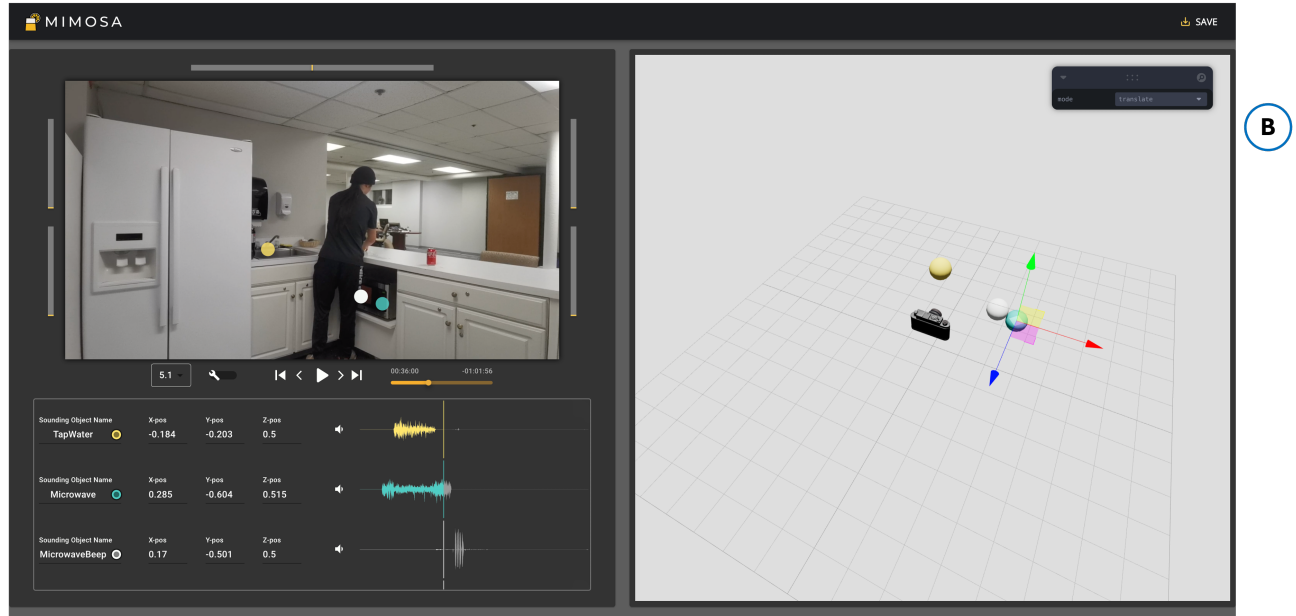 MIMOSA
SAVE
mode translate
B
5.1
00:36:00 -01:01:56
Sounding Object Name X-pos Y-pos Z-pos
TapWater -0.184 -0.203 0.5
Sounding Object Name X-pos Y-pos Z-pos
Microwave 0.285 -0.604 0.515
Sounding Object Name X-pos Y-pos Z-pos
MicrowaveBeep 0.17 -0.501 0.5